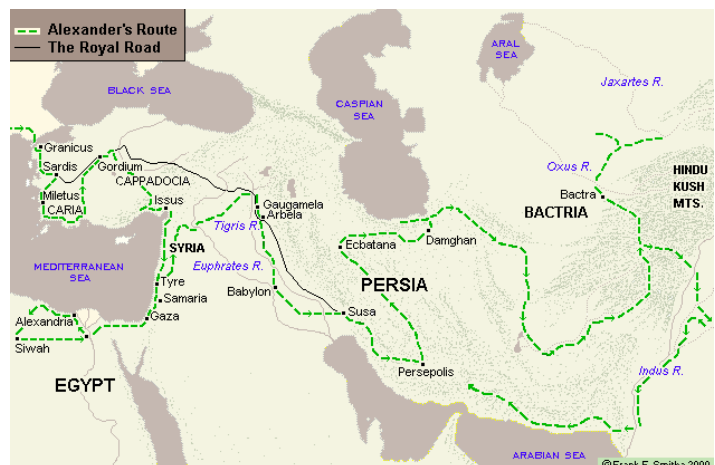 Alexander's Route
The Royal Road
ARAL
SEA
BLACK SEA
Jaxartes R.
CASPIAN
SEA
Granicus
Gordium
Sardis
CAPPADOCIA
Oxus R.
HINDU
KUSH
MTS.
Miletus
CARIA
Issus
Bactra
Gaugamela
Arbela
BACTRIA
Tigris R.
SYRIA
Ecbatana
Damghan
MEDITERRANEAN
SEA
Euphrates R.
PERSIA
Tyre
Samaria
Babylon
Alexandria
Gaza
Susa
Siwah
Persepolis
Indus R.
EGYPT
ARABIAN SEA